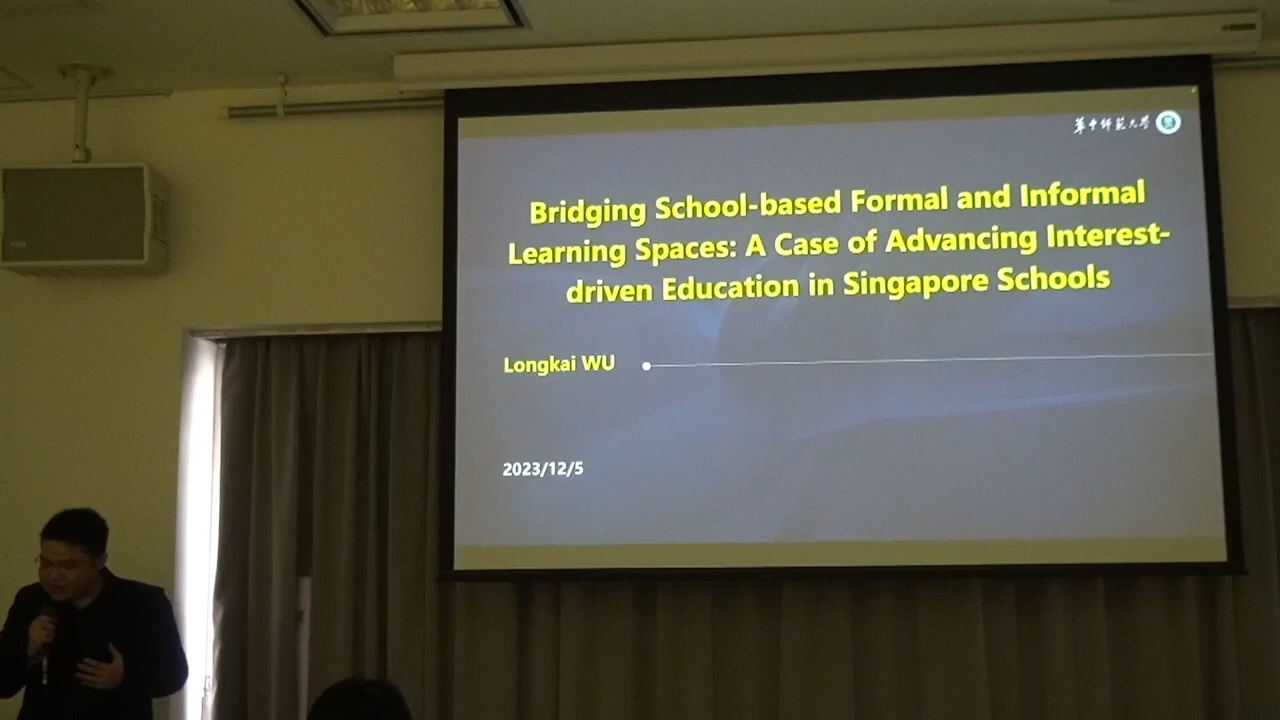 華中师范大学
Bridging School-based Formal and Informal
Learning Spaces: A Case of Advancing Interest-
driven Education in Singapore Schools
Longkai WU
2023/12/5